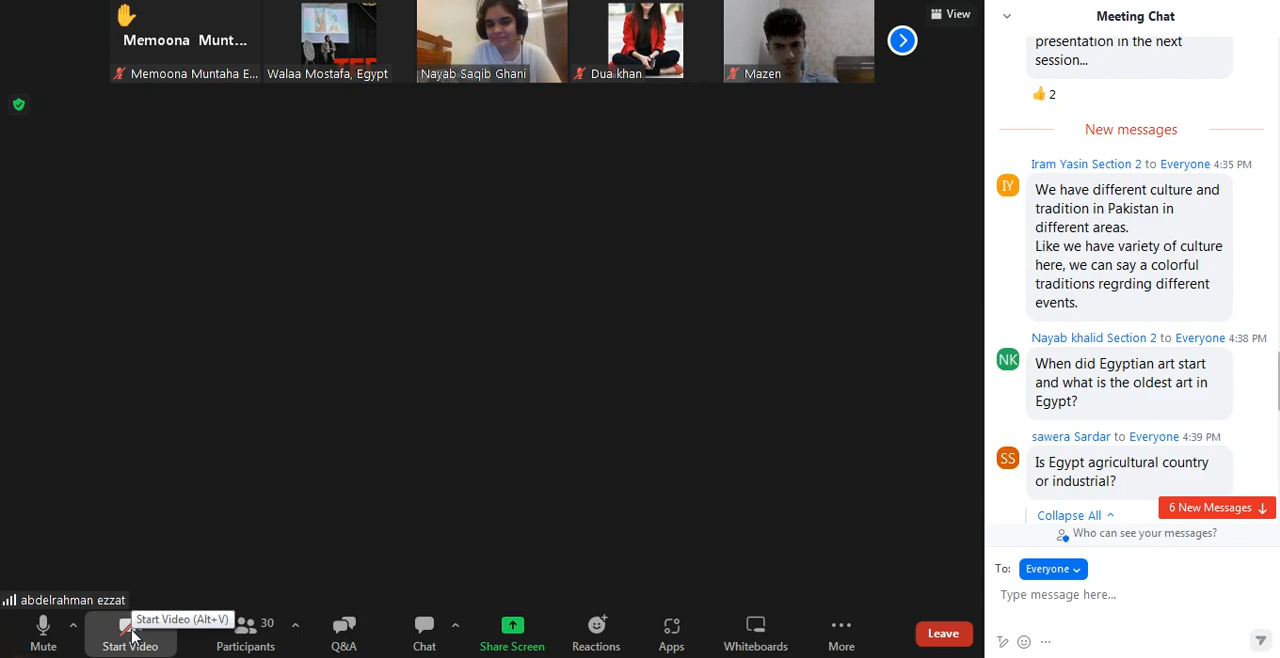 Memoona Munt...
Memoona Muntaha E...
Walaa Mostafa, Egypt
Nayab Saqib Ghani
Dua khan
Mazen
View
Meeting Chat
presentation in the next
session...
👍 2
New messages
Iram Yasin Section 2 to Everyone 4:35 PM
IY
We have different culture and
tradition in Pakistan in
different areas.
Like we have variety of culture
here, we can say a colorful
traditions regrding different
events.
Nayab khalid Section 2 to Everyone 4:38 PM
NK
When did Egyptian art start
and what is the oldest art in
Egypt?
sawera Sardar to Everyone 4:39 PM
SS
Is Egypt agricultural country
or industrial?
6 New Messages
Collapse All
Who can see your messages?
To: Everyone
Type message here...
abdelrahman ezzat
Start Video (Alt+V)
30
Mute
Start Video
Participants
Q&A
Chat
Share Screen
Reactions
Apps
Whiteboards
More
Leave